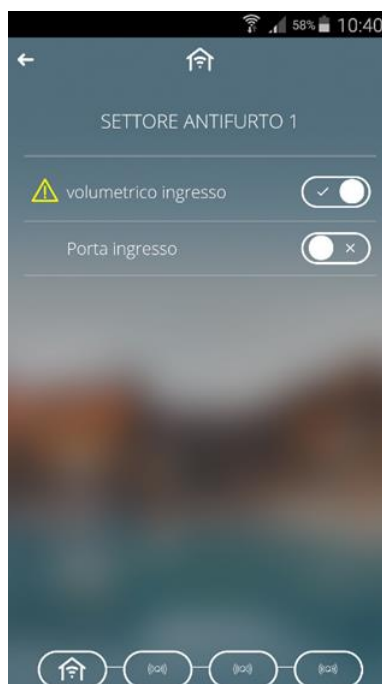 58% 10:40
SETTORE ANTIFURTO 1
volumetrico ingresso
Porta ingresso